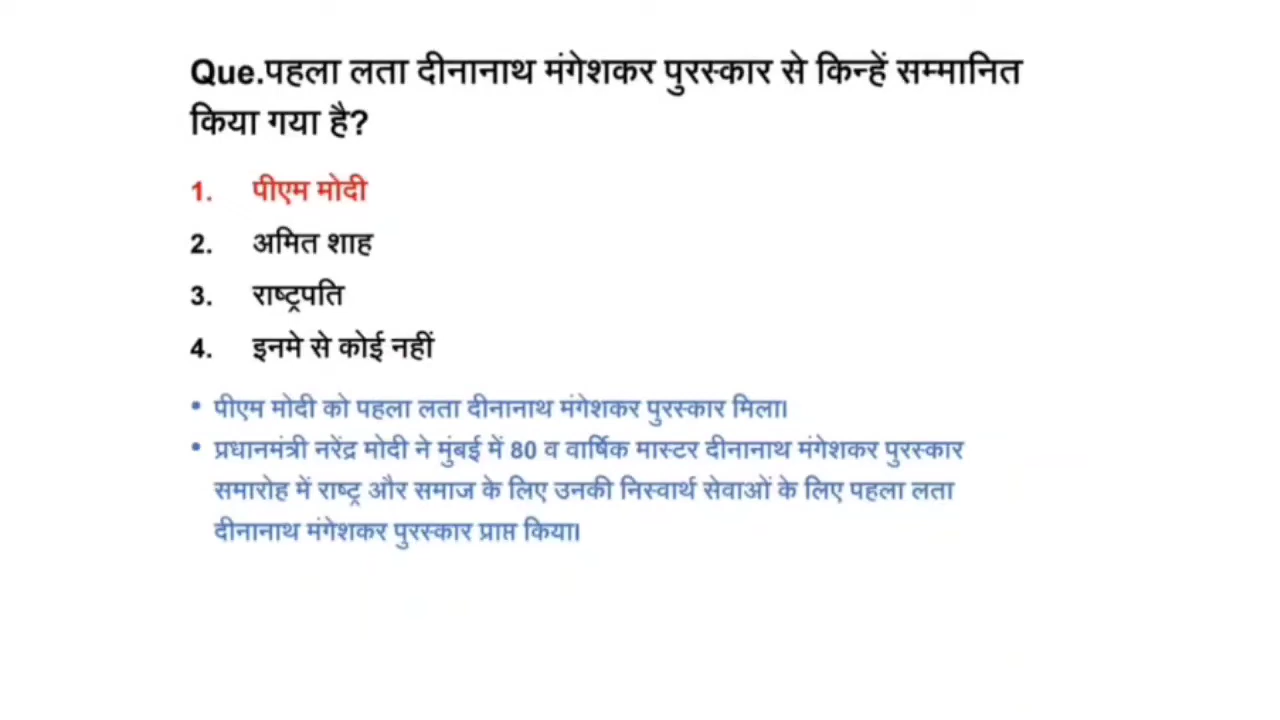 Que.पहला लता दीनानाथ मंगेशकर पुरस्कार से किन्हें सम्मानित
किया गया है?
1. पीएम मोदी
2. अमित शाह
3. राष्ट्रपति
4. इनमे से कोई नहीं
• पीएम मोदी को पहला लता दीनानाथ मंगेशकर पुरस्कार मिला।
• प्रधानमंत्री नरेंद्र मोदी ने मुंबई में 80 व वार्षिक मास्टर दीनानाथ मंगेशकर पुरस्कार
समारोह में राष्ट्र और समाज के लिए उनकी निस्वार्थ सेवाओं के लिए पहला लता
दीनानाथ मंगेशकर पुरस्कार प्राप्त किया।